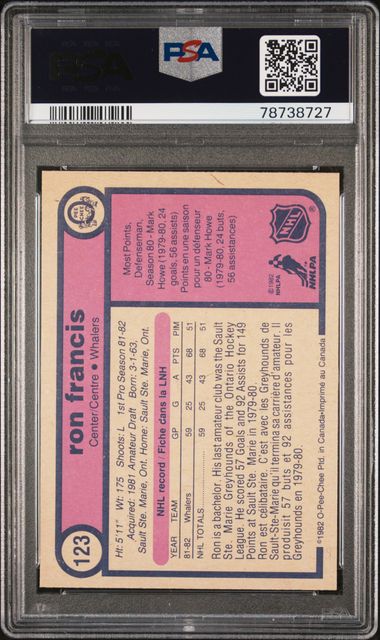 PSA
PSA
78738727
123
ron francis
Center/Centre • Whalers
Ht: 5'11" Wt: 175 Shoots: L 1st Pro Season 81-82
Acquired: 1981 Amateur Draft Born: 3-1-63,
Sault Ste. Marie, Ont. Home: Sault Ste. Marie, Ont.
NHL record / Fiche dans la LNH
YEAR TEAM GP G A PTS PIM
81-82 Whalers 59 25 43 68 51
NHL TOTALS 59 25 43 68 51
Ron is a bachelor. His last amateur club was the Sault
Ste. Marie Greyhounds of the Ontario Hockey
League. He scored 57 Goals and 92 Assists for 149
Points at Sault Ste. Marie in 1979-80.
Ron est célibataire. C'est avec les Greyhounds de
Sault-Ste-Marie qu'il termina sa carrière d'amateur. Il
produisit 57 buts et 92 assistances pour les
Greyhounds en 1979-80.
©1982 O-Pee-Chee Ptd. in Canada-Imprimé au Canada
O PEE CHEE
Most Points,
Defenseman,
Season 80 - Mark
Howe (1979-80, 24
goals, 56 assists)
Points en une saison
pour un défenseur
80 - Mark Howe
(1979-80, 24 buts,
56 assistances)
NHL
®
©1982
NHLPA
NHLPA